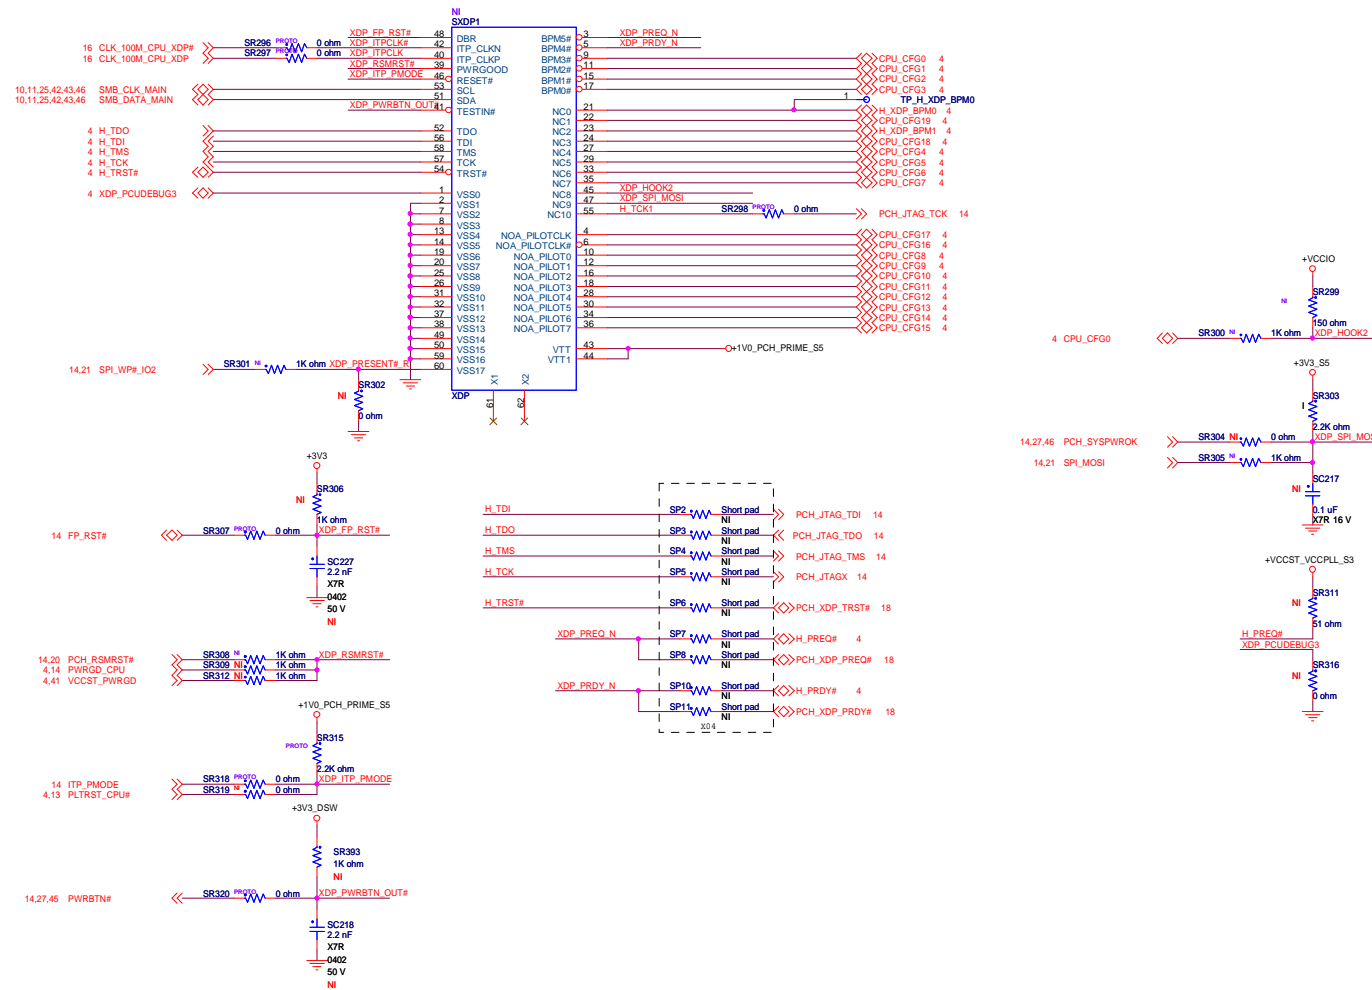 NI
SXDP1
16 CLK_100M_CPU_XDP# SR296 PROTO 0 ohm XDP_ITPCLK#
16 CLK_100M_CPU_XDP SR297 PROTO 0 ohm XDP_ITPCLK
XDP_FP_RST# 48 DBR
42 ITP_CLKN
40 ITP_CLKP
XDP_RSMRST# 39 PWRGOOD
XDP_ITP_PMODE 46 RESET#
10,11,25,42,43,46 SMB_CLK_MAIN 53 SCL
10,11,25,42,43,46 SMB_DATA_MAIN 51 SDA
XDP_PWRBTN_OUT# 41 TESTIN#
4 H_TDO 52 TDO
4 H_TDI 56 TDI
4 H_TMS 58 TMS
4 H_TCK 57 TCK
4 H_TRST# 54 TRST#
4 XDP_PCUDEBUG3 1 VSS0
2 VSS1
7 VSS2
8 VSS3
13 VSS4
14 VSS5
19 VSS6
20 VSS7
25 VSS8
26 VSS9
31 VSS10
32 VSS11
37 VSS12
38 VSS13
49 VSS14
50 VSS15
59 VSS16
60 VSS17
BPM5# 3 XDP_PREQ_N
BPM4# 5 XDP_PRDY_N
BPM3# 9 CPU_CFG0 4
BPM2# 11 CPU_CFG1 4
BPM1# 15 CPU_CFG2 4
BPM0# 17 CPU_CFG3 4
1 TP_H_XDP_BPM0
NC0 21 H_XDP_BPM0 4
NC1 22 CPU_CFG19 4
NC2 23 H_XDP_BPM1 4
NC3 24 CPU_CFG18 4
NC4 27 CPU_CFG4 4
NC5 29 CPU_CFG5 4
NC6 33 CPU_CFG6 4
NC7 35 CPU_CFG7 4
NC8 45 XDP_HOOK2
NC9 47 XDP_SPI_MOSI
NC10 55 H_TCK1 SR298 PROTO 0 ohm PCH_JTAG_TCK 14
NOA_PILOTCLK 4 CPU_CFG17 4
NOA_PILOTCLK# 6 CPU_CFG16 4
NOA_PILOT0 10 CPU_CFG8 4
NOA_PILOT1 12 CPU_CFG9 4
NOA_PILOT2 16 CPU_CFG10 4
NOA_PILOT3 18 CPU_CFG11 4
NOA_PILOT4 28 CPU_CFG12 4
NOA_PILOT5 30 CPU_CFG13 4
NOA_PILOT6 34 CPU_CFG14 4
NOA_PILOT7 36 CPU_CFG15 4
VTT 43 +1V0_PCH_PRIME_S5
VTT1 44
X1 X2
XDP 61 62
14,21 SPI_WP#_IO2 SR301 NI 1K ohm XDP_PRESENT#_R
SR302
NI
0 ohm
+3V3
SR306
NI
1K ohm
14 FP_RST# SR307 PROTO 0 ohm XDP_FP_RST#
SC227
2.2 nF
X7R
0402
50 V
NI
14,20 PCH_RSMRST# SR308 NI 1K ohm XDP_RSMRST#
4,14 PWRGD_CPU SR309 NI 1K ohm
4,41 VCCST_PWRGD SR312 NI 1K ohm
+1V0_PCH_PRIME_S5
SR315
PROTO
2.2K ohm
14 ITP_PMODE SR318 PROTO 0 ohm XDP_ITP_PMODE
4,13 PLTRST_CPU# SR319 NI 0 ohm
+3V3_DSW
SR393
1K ohm
NI
14,27,45 PWRBTN# SR320 PROTO 0 ohm XDP_PWRBTN_OUT#
SC218
2.2 nF
X7R
0402
50 V
NI
H_TDI SP2 Short pad NI PCH_JTAG_TDI 14
H_TDO SP3 Short pad NI PCH_JTAG_TDO 14
H_TMS SP4 Short pad NI PCH_JTAG_TMS 14
H_TCK SP5 Short pad NI PCH_JTAGX 14
H_TRST# SP6 Short pad NI PCH_XDP_TRST# 18
XDP_PREQ_N SP7 Short pad NI H_PREQ# 4
SP8 Short pad NI PCH_XDP_PREQ# 18
XDP_PRDY_N SP10 Short pad NI H_PRDY# 4
SP11 Short pad NI PCH_XDP_PRDY# 18
X04
+VCCIO
SR299
NI
150 ohm
4 CPU_CFG0 SR300 NI 1K ohm XDP_HOOK2
+3V3_S5
SR303
I
2.2K ohm
14,27,46 PCH_SYSPWROK SR304 NI 0 ohm XDP_SPI_MOS
14,21 SPI_MOSI SR305 NI 1K ohm
SC217
NI
0.1 uF
X7R 16 V
+VCCST_VCCPLL_S3
SR311
NI
51 ohm
H_PREQ#
XDP_PCUDEBUG3
SR316
NI
0 ohm